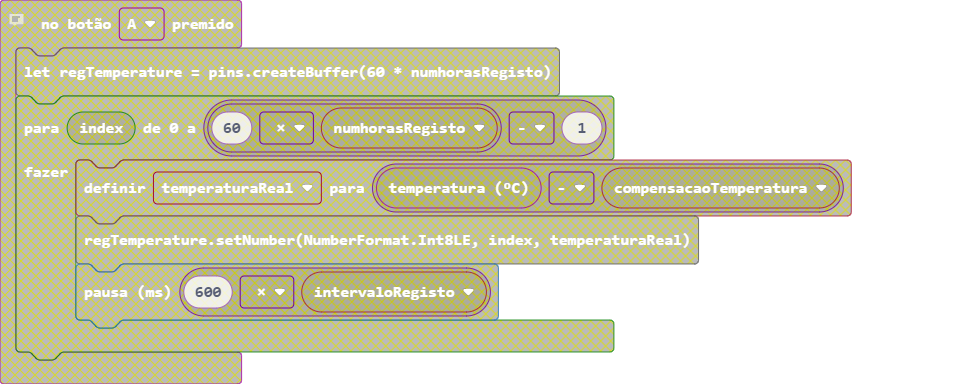 no botão A premido
let regTemperature = pins.createBuffer(60 * numhorasRegisto)
para index de 0 a 60 × numhorasRegisto - 1
fazer
definir temperaturaReal para temperatura (ºC) - compensacaoTemperatura
regTemperature.setNumber(NumberFormat.Int8LE, index, temperaturaReal)
pausa (ms) 600 × intervaloRegisto